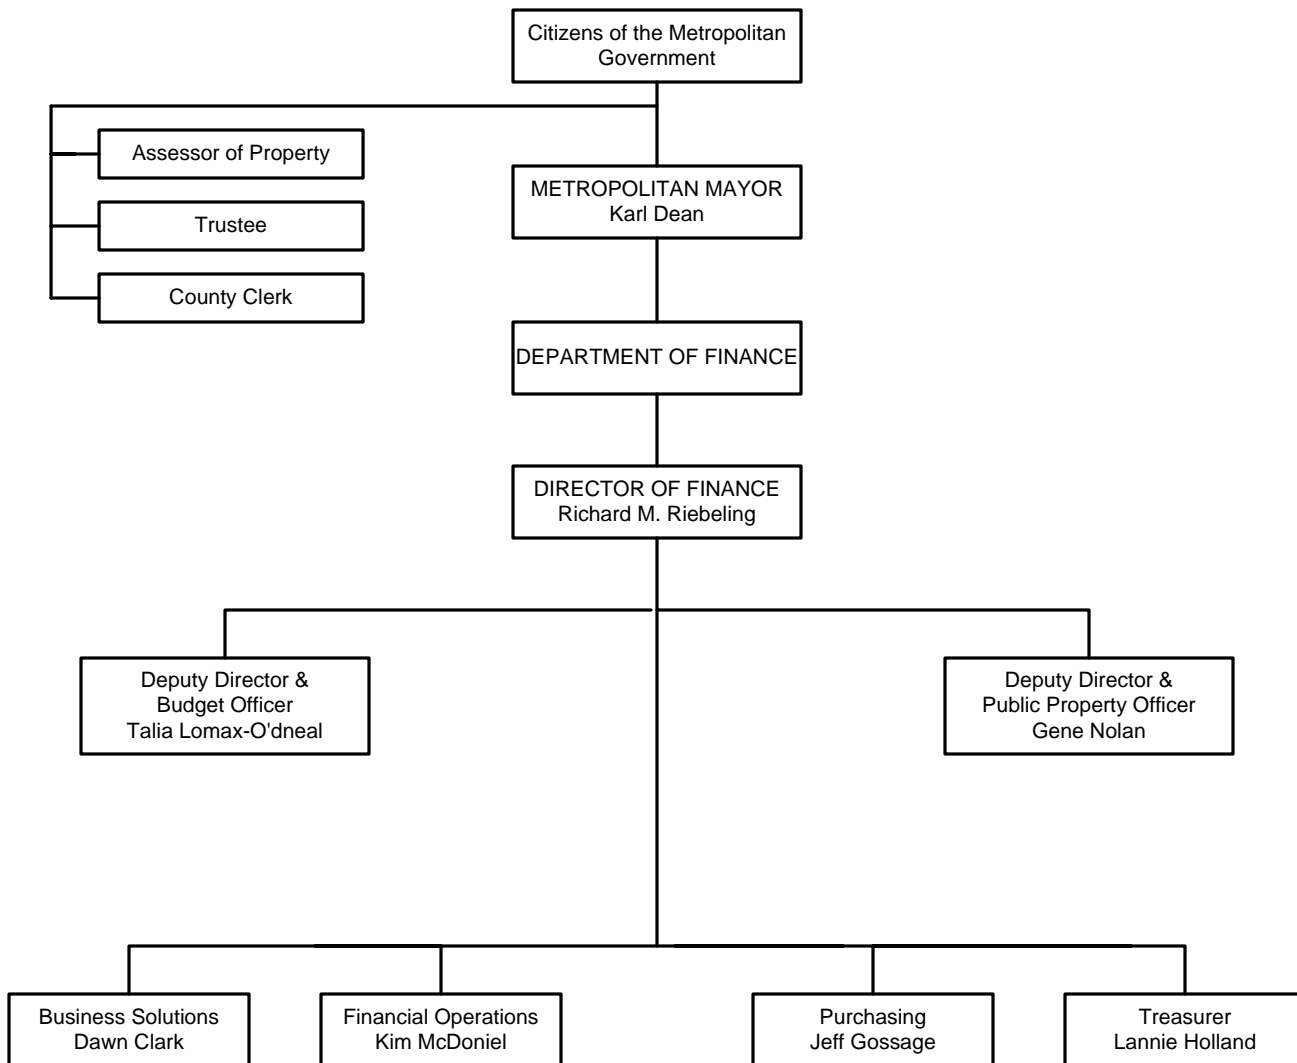 Citizens of the Metropolitan
Government
Assessor of Property
Trustee
County Clerk
METROPOLITAN MAYOR
Karl Dean
DEPARTMENT OF FINANCE
DIRECTOR OF FINANCE
Richard M. Riebeling
Deputy Director &
Budget Officer
Talia Lomax-O'dneal
Deputy Director &
Public Property Officer
Gene Nolan
Business Solutions
Dawn Clark
Financial Operations
Kim McDoniel
Purchasing
Jeff Gossage
Treasurer
Lannie Holland